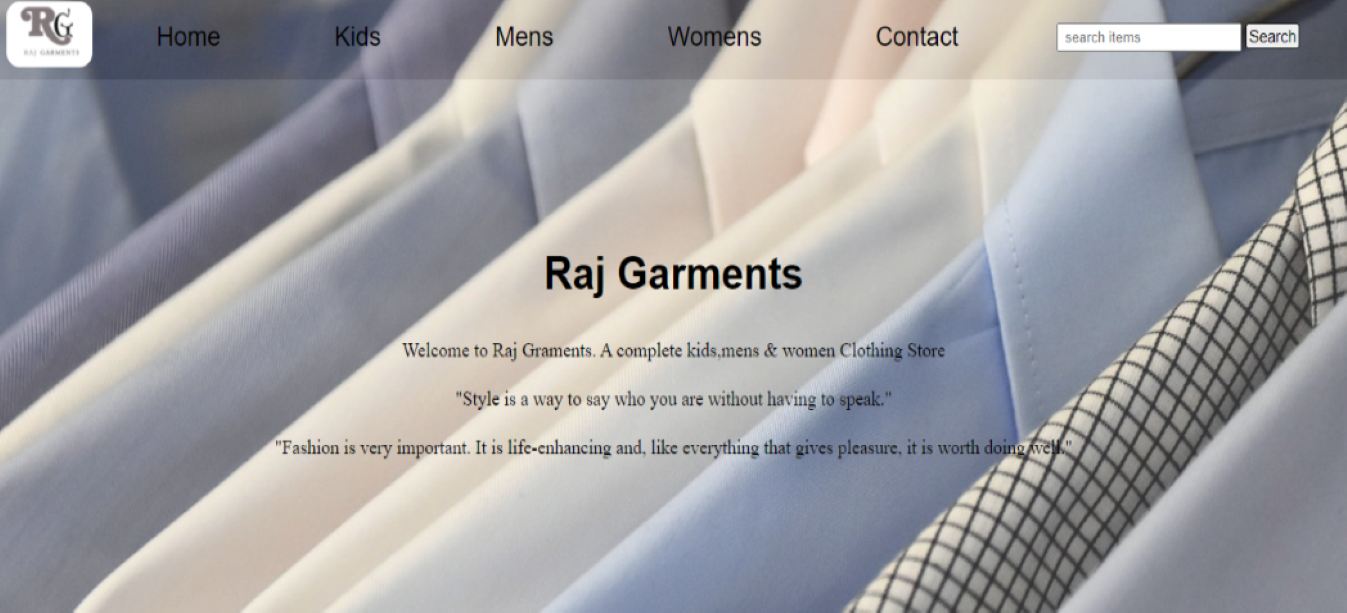 RG
RAJ GARMENTS
Home Kids Mens Womens Contact search items Search
Raj Garments
Welcome to Raj Graments. A complete kids,mens & women Clothing Store
"Style is a way to say who you are without having to speak."
"Fashion is very important. It is life-enhancing and, like everything that gives pleasure, it is worth doing well."